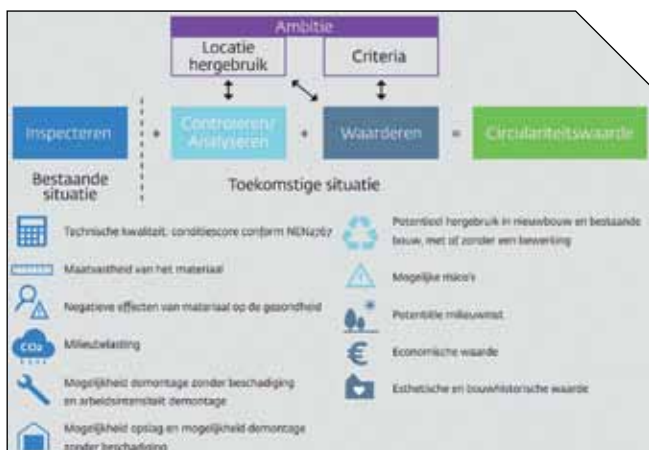 Ambitie
Locatie
hergebruik
Criteria
Inspecteren
+
Controleren/
Analyseren
+
Waarderen
=
Circulariteitswaarde
Bestaande
situatie
Toekomstige situatie
Technische kwaliteit, conditiescore conform NEN2767
Maatvastheid van het materiaal
Negatieve effecten van materiaal op de gezondheid
CO2
Milieubelasting
Mogelijkheid demontage zonder beschadiging
en arbeidsintensiteit demontage
Mogelijkheid opslag en mogelijkheid demontage
zonder beschadiging
Potentieel hergebruik in nieuwbouw en bestaande
bouw, met of zonder een bewerking
Mogelijke risico's
Potentiële milieuwinst
€
Economische waarde
Esthetische en bouwhistorische waarde